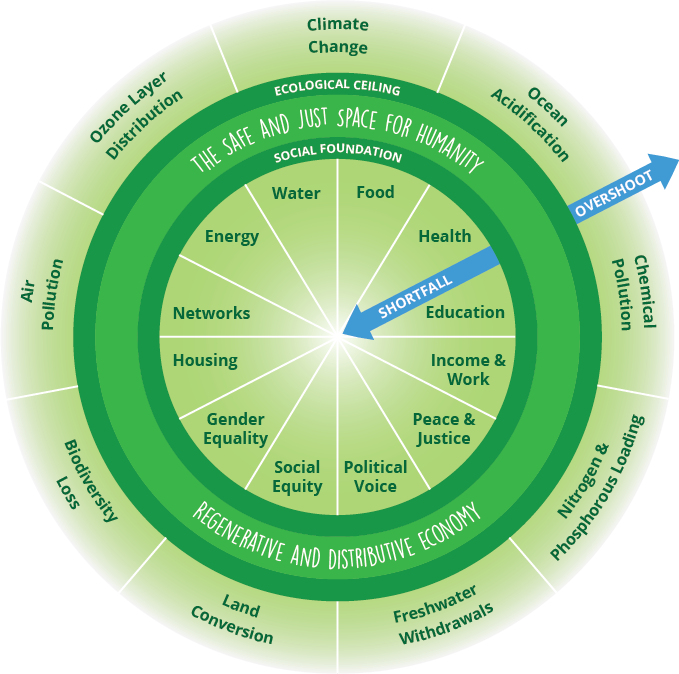 Climate
Change
Ocean
Acidification
OVERSHOOT
Chemical
Pollution
Nitrogen &
Phosphorous Loading
Freshwater
Withdrawals
Land
Conversion
Biodiversity
Loss
Air
Pollution
Ozone Layer
Distribution
ECOLOGICAL CEILING
THE SAFE AND JUST SPACE FOR HUMANITY
SOCIAL FOUNDATION
Water
Food
Energy
Health
SHORTFALL
Networks
Education
Housing
Income &
Work
Gender
Equality
Peace &
Justice
Social
Equity
Political
Voice
REGENERATIVE AND DISTRIBUTIVE ECONOMY